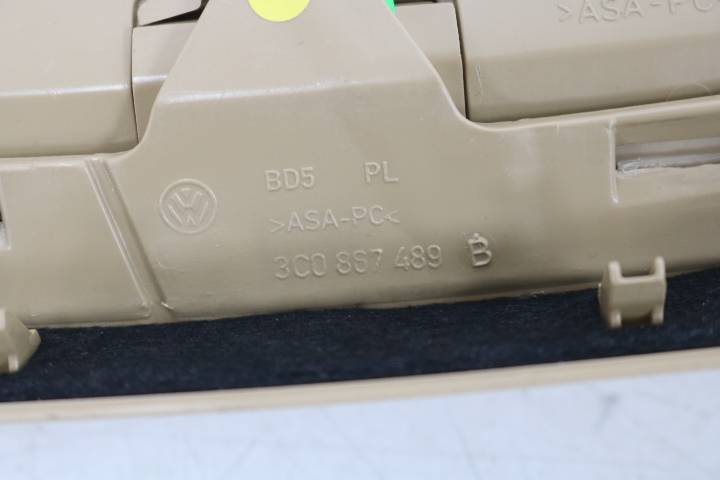 >ASA-PC
BD5 PL
>ASA-PC<
3C0 867 489 B